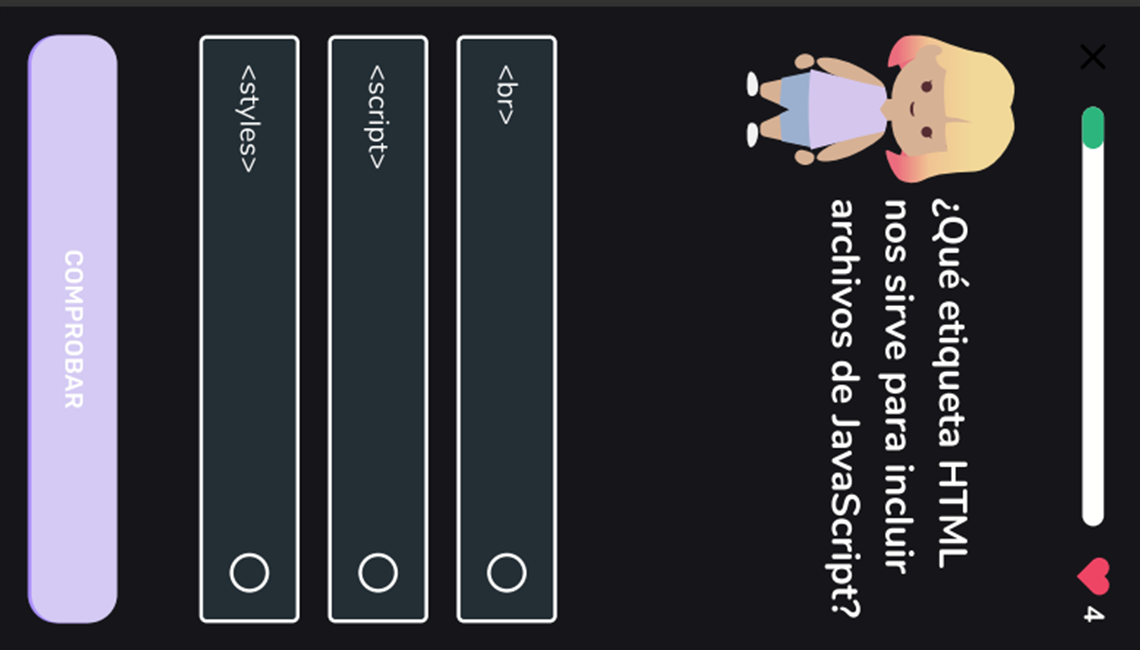 4
¿Qué etiqueta HTML
nos sirve para incluir
archivos de JavaScript?
<br>
<script>
<styles>
COMPROBAR